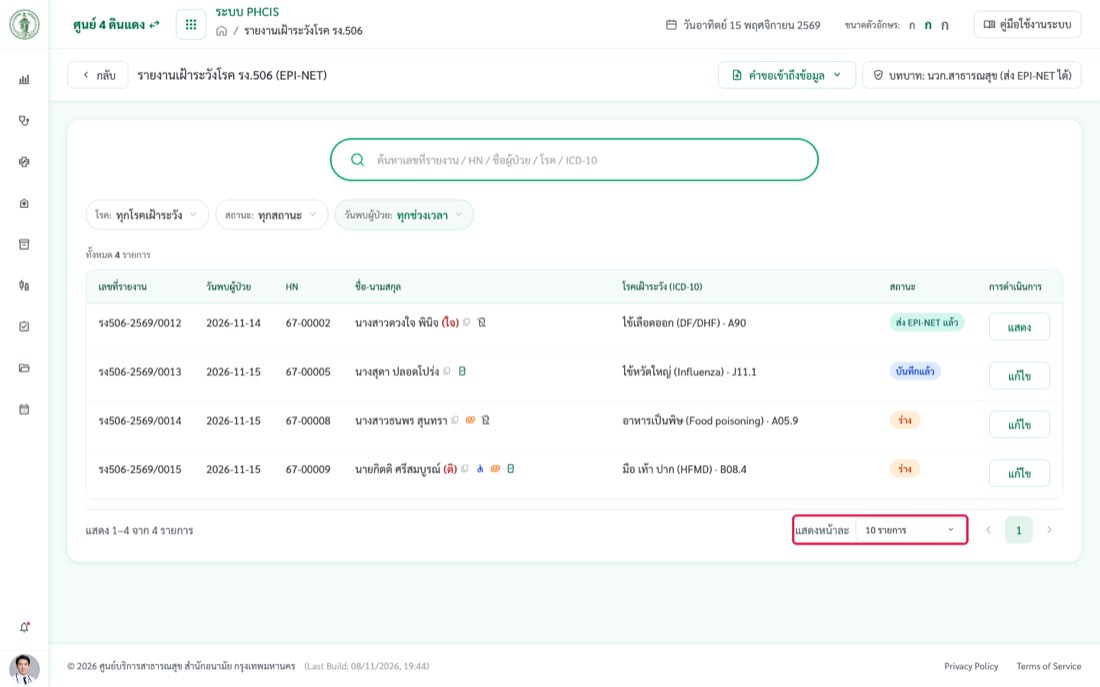 ศูนย์ 4 ดินแดง
ระบบ PHCIS
/ รายงานเฝ้าระวังโรค รง.506
วันอาทิตย์ 15 พฤศจิกายน 2569
ขนาดตัวอักษร: ก ก ก
คู่มือใช้งานระบบ
กลับ
รายงานเฝ้าระวังโรค รง.506 (EPI-NET)
คำขอเข้าถึงข้อมูล
บทบาท: นวก.สาธารณสุข (ส่ง EPI-NET ได้)
ค้นหาเลขที่รายงาน / HN / ชื่อผู้ป่วย / โรค / ICD-10
โรค: ทุกโรคเฝ้าระวัง
สถานะ: ทุกสถานะ
วันพบผู้ป่วย: ทุกช่วงเวลา
ทั้งหมด 4 รายการ
เลขที่รายงาน วันพบผู้ป่วย HN ชื่อ-นามสกุล โรคเฝ้าระวัง (ICD-10) สถานะ การดำเนินการ
รง506-2569/0012 2026-11-14 67-00002 นางสาวดวงใจ พินิจ (ใจ) ไข้เลือดออก (DF/DHF) · A90 ส่ง EPI-NET แล้ว แสดง
รง506-2569/0013 2026-11-15 67-00005 นางสุดา ปลอดโปร่ง ไข้หวัดใหญ่ (Influenza) · J11.1 บันทึกแล้ว แก้ไข
รง506-2569/0014 2026-11-15 67-00008 นางสาวธนพร สุนทรา อาหารเป็นพิษ (Food poisoning) · A05.9 ร่าง แก้ไข
รง506-2569/0015 2026-11-15 67-00009 นายกิตติ ศรีสมบูรณ์ (ติ) มือ เท้า ปาก (HFMD) · B08.4 ร่าง แก้ไข
แสดง 1–4 จาก 4 รายการ
แสดงหน้าละ 10 รายการ
1
© 2026 ศูนย์บริการสาธารณสุข สำนักอนามัย กรุงเทพมหานคร (Last Build: 08/11/2026, 19:44)
Privacy Policy Terms of Service